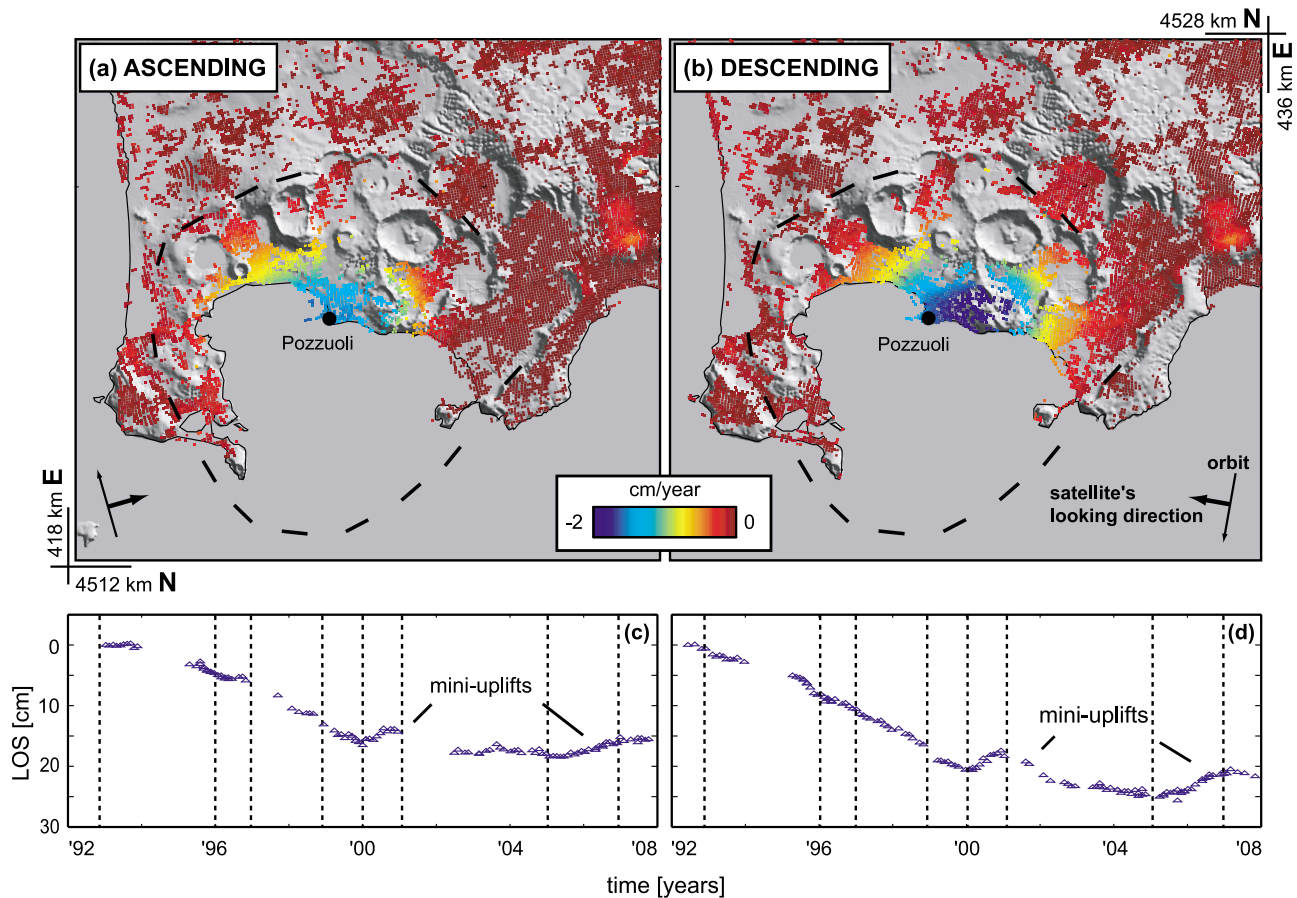 4528 km N
E
436 km
(a) ASCENDING
(b) DESCENDING
Pozzuoli
Pozzuoli
orbit
satellite's
looking direction
cm/year
-2
0
418 km E
4512 km N
(c)
(d)
mini-uplifts
mini-uplifts
LOS [cm]
0
10
20
30
'92
'96
'00
'04
'08
'92
'96
'00
'04
'08
time [years]